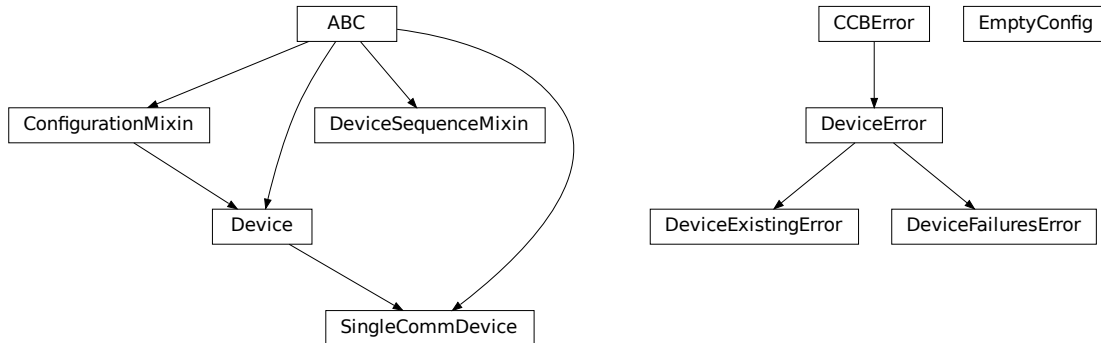 ABC
CCBError
EmptyConfig
ConfigurationMixin
DeviceSequenceMixin
DeviceError
Device
DeviceExistingError
DeviceFailuresError
SingleCommDevice